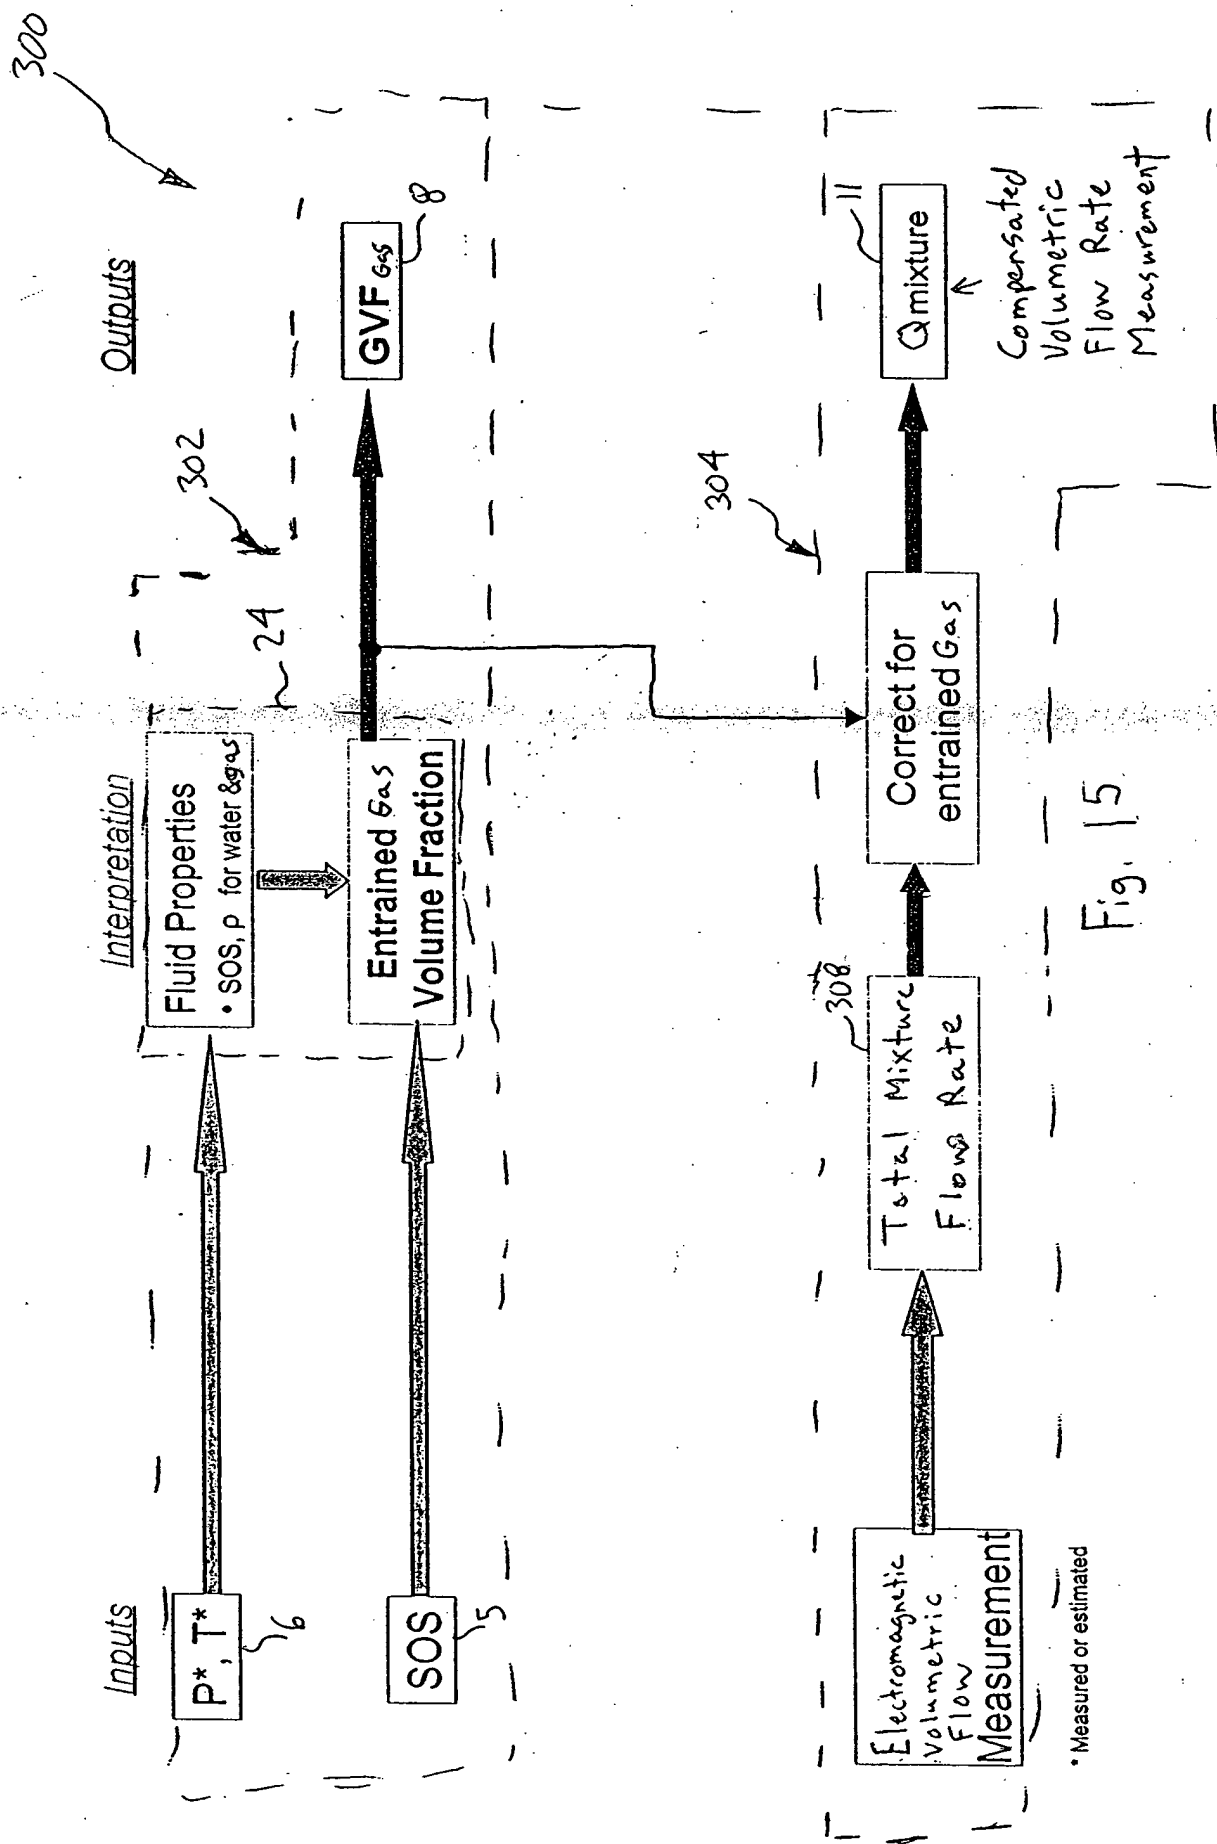 300
Inputs
Interpretation
Outputs
P*, T*
6
Fluid Properties
• SOS, ρ for water & gas
24
302
SOS
5
Entrained Gas
Volume Fraction
GVF Gas
8
304
Electromagnetic
Volumetric
Flow
Measurement
308
Total Mixture
Flow Rate
Correct for
entrained Gas
11
Qmixture
Compensated
Volumetric
Flow Rate
Measurement
* Measured or estimated
Fig. 15